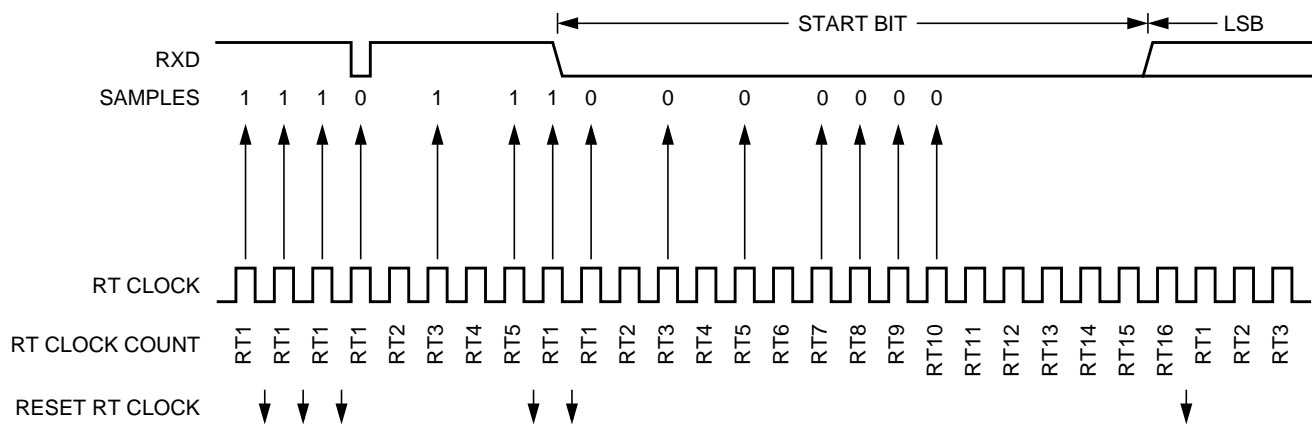 START BIT LSB
RXD
SAMPLES 1 1 1 0 1 1 1 0 0 0 0 0 0 0
RT CLOCK
RT CLOCK COUNT RT1 RT1 RT1 RT1 RT2 RT3 RT4 RT5 RT1 RT1 RT2 RT3 RT4 RT5 RT6 RT7 RT8 RT9 RT10 RT11 RT12 RT13 RT14 RT15 RT16 RT1 RT2 RT3
RESET RT CLOCK